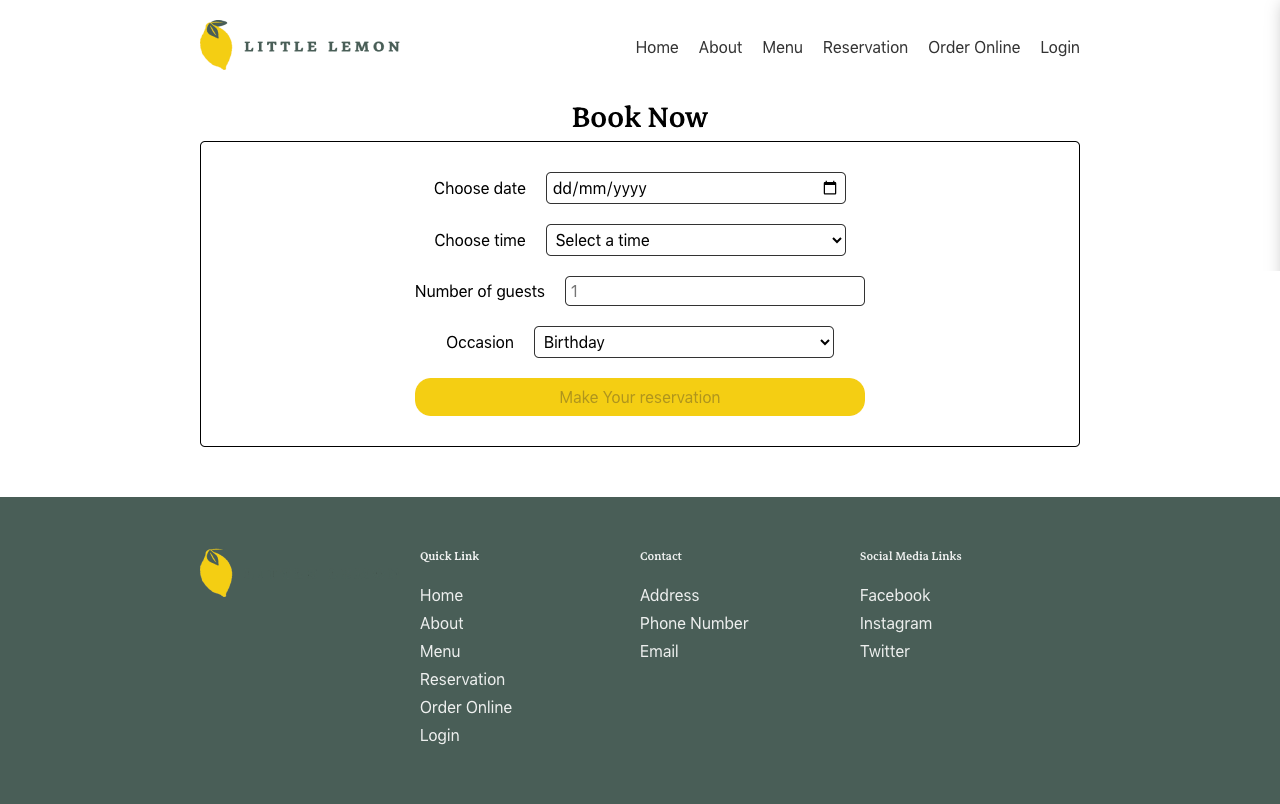 LITTLE LEMON
Home About Menu Reservation Order Online Login
Book Now
Choose date dd/mm/yyyy
Choose time Select a time
Number of guests 1
Occasion Birthday
Make Your reservation
Quick Link
Home
About
Menu
Reservation
Order Online
Login
Contact
Address
Phone Number
Email
Social Media Links
Facebook
Instagram
Twitter